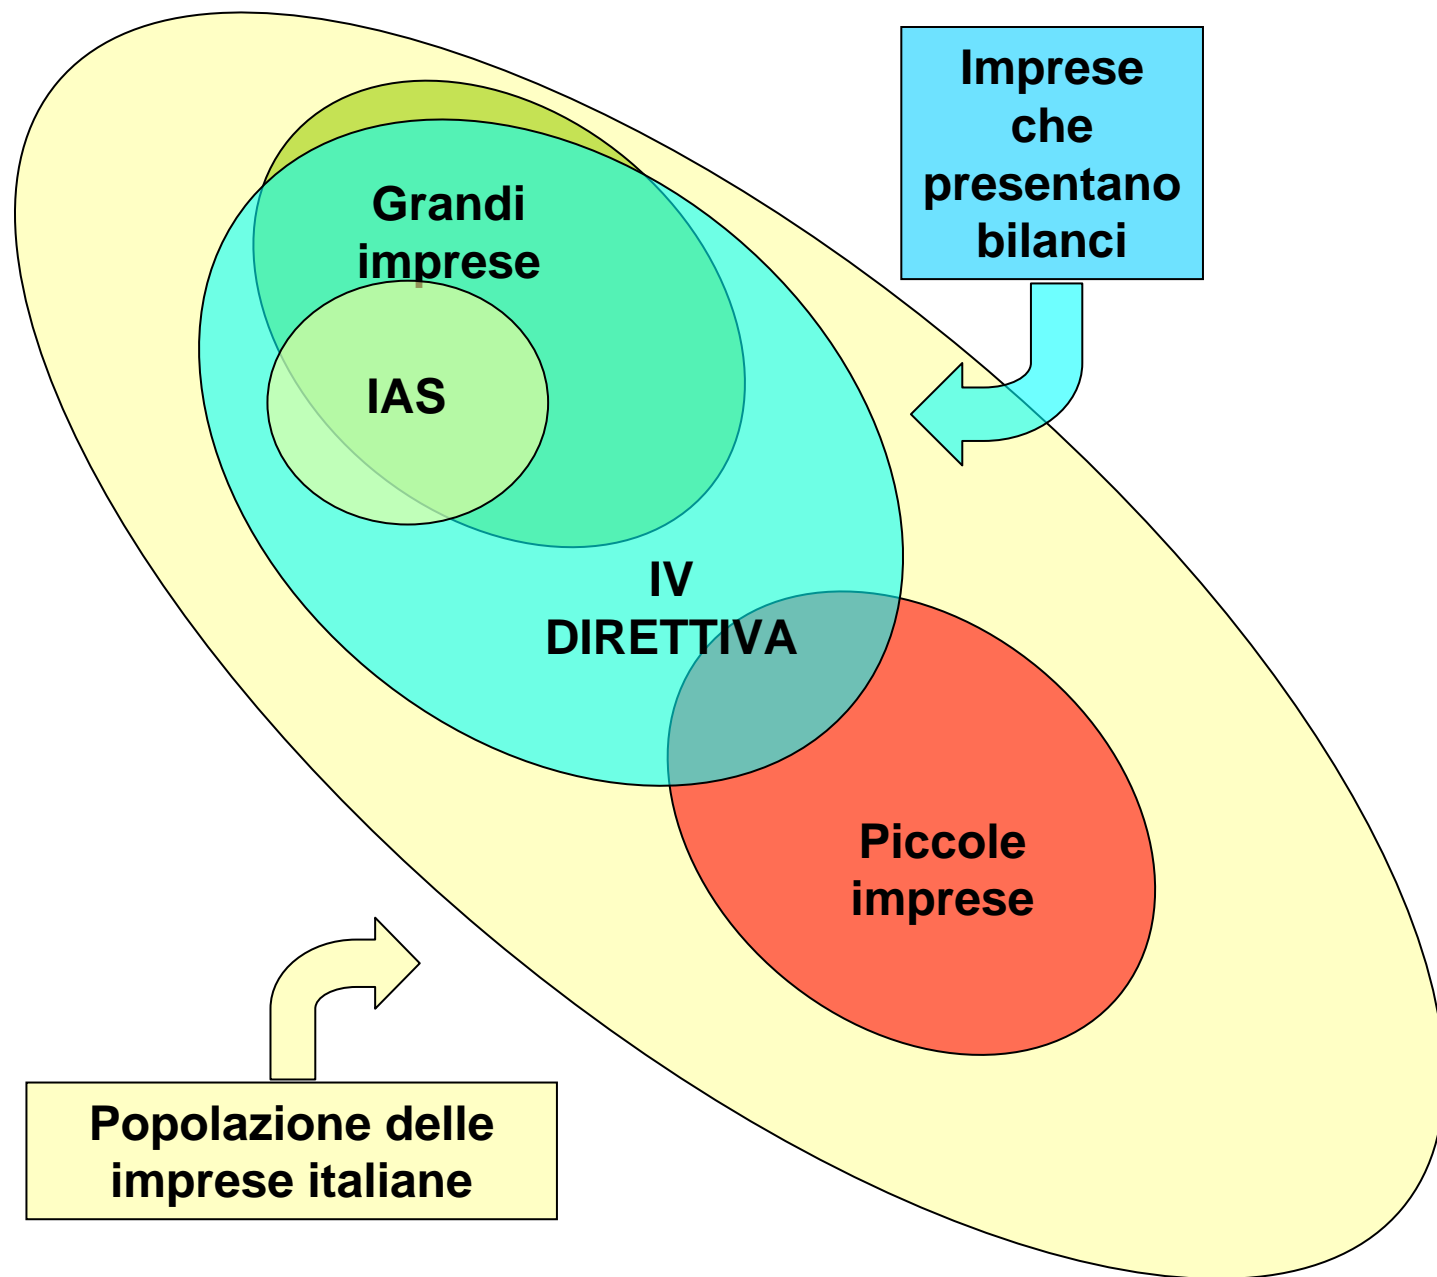 Imprese
che
presentano
bilanci
Grandi
imprese
IAS
IV
DIRETTIVA
Piccole
imprese
Popolazione delle
imprese italiane